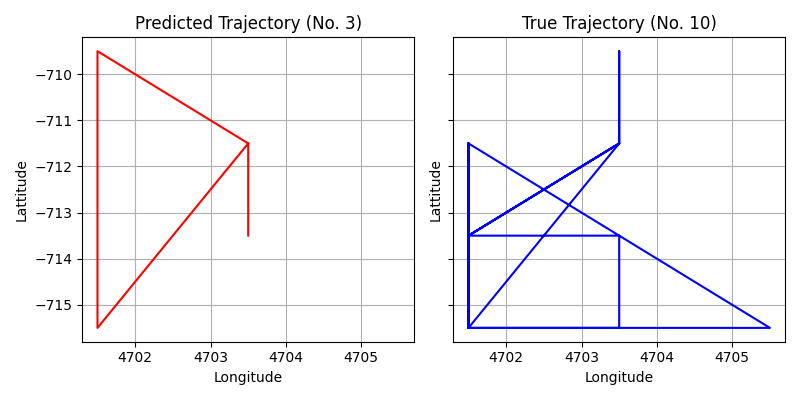 Predicted Trajectory (No. 3)
True Trajectory (No. 10)
Lattitude
−710
−711
−712
−713
−714
−715
4702
4703
4704
4705
Longitude
Lattitude
4702
4703
4704
4705
Longitude